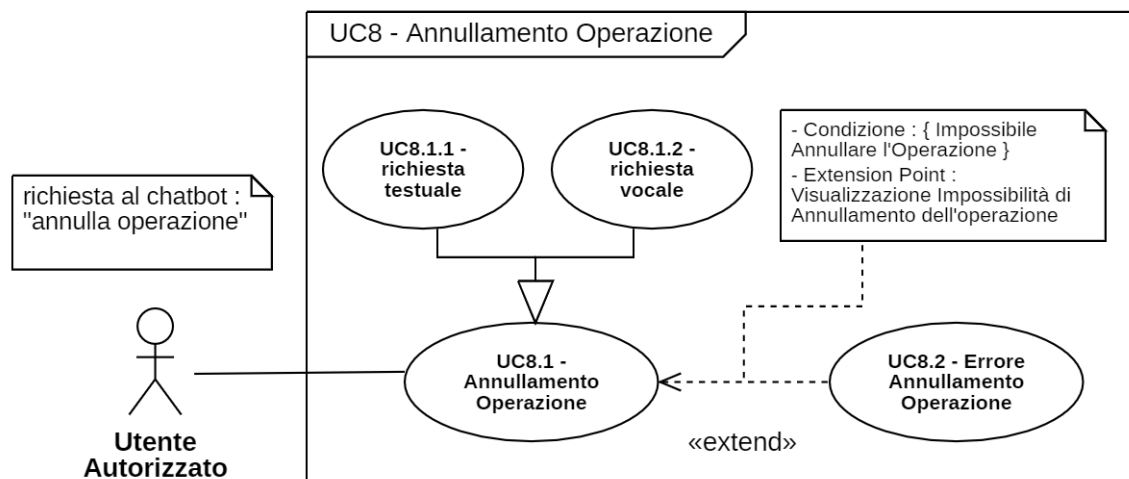 UC8 - Annullamento Operazione
UC8.1.1 -
richiesta
testuale
UC8.1.2 -
richiesta
vocale
- Condizione : { Impossibile
Annullare l'Operazione }
- Extension Point :
Visualizzazione Impossibilità di
Annullamento dell'operazione
richiesta al chatbot :
"annulla operazione"
UC8.1 -
Annullamento
Operazione
UC8.2 - Errore
Annullamento
Operazione
«extend»
Utente
Autorizzato